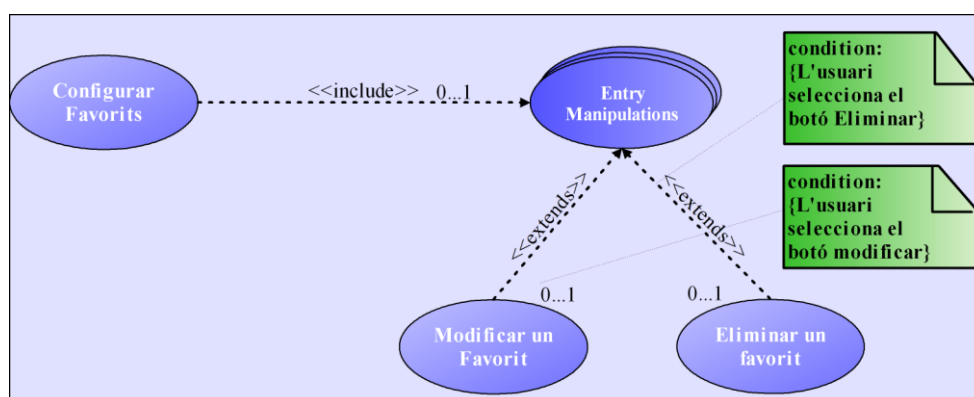 Configurar
Favorits
<<include>>
0...1
Entry
Manipulations
condition:
{L'usuari
selecciona el
botó Eliminar}
condition:
{L'usuari
selecciona el
botó modificar}
<<extends>>
<<extends>>
0...1
0...1
Modificar un
Favorit
Eliminar un
favorit